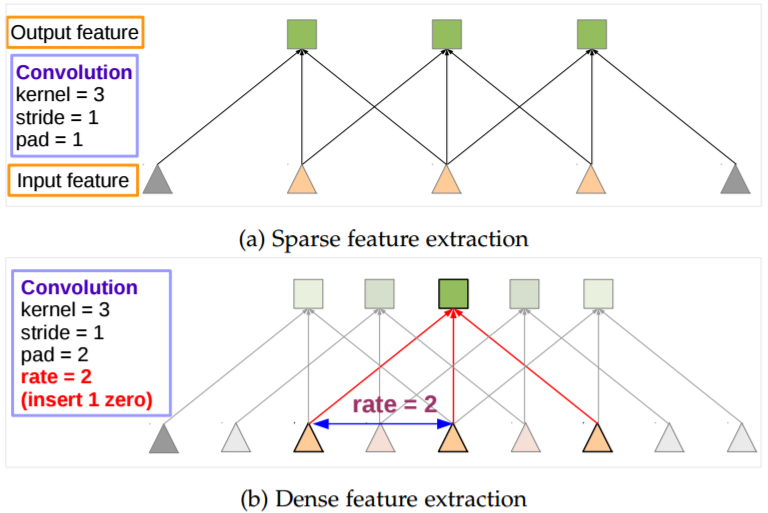 Output feature
Convolution
kernel = 3
stride = 1
pad = 1
Input feature
(a) Sparse feature extraction
Convolution
kernel = 3
stride = 1
pad = 2
rate = 2
(insert 1 zero)
rate = 2
(b) Dense feature extraction